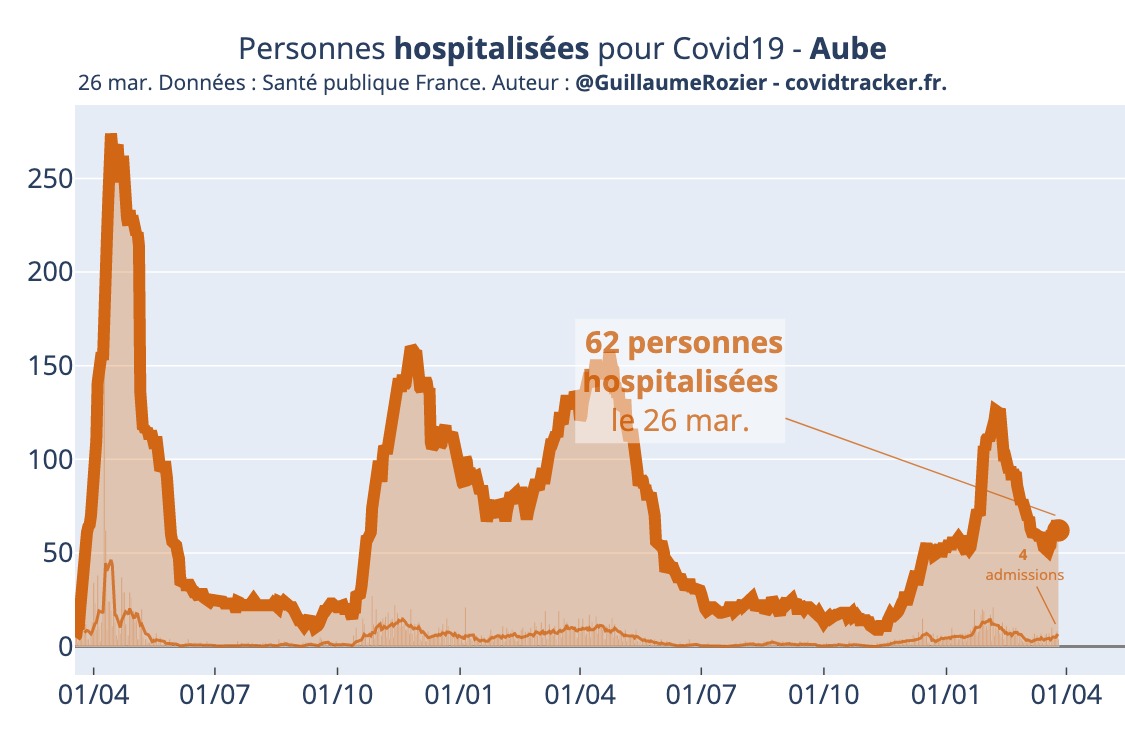 Personnes hospitalisées pour Covid19 - Aube
26 mar. Données : Santé publique France. Auteur : @GuillaumeRozier - covidtracker.fr.
250
200
150
100
50
0
62 personnes
hospitalisées
le 26 mar.
4
admissions
01/04 01/07 01/10 01/01 01/04 01/07 01/10 01/01 01/04